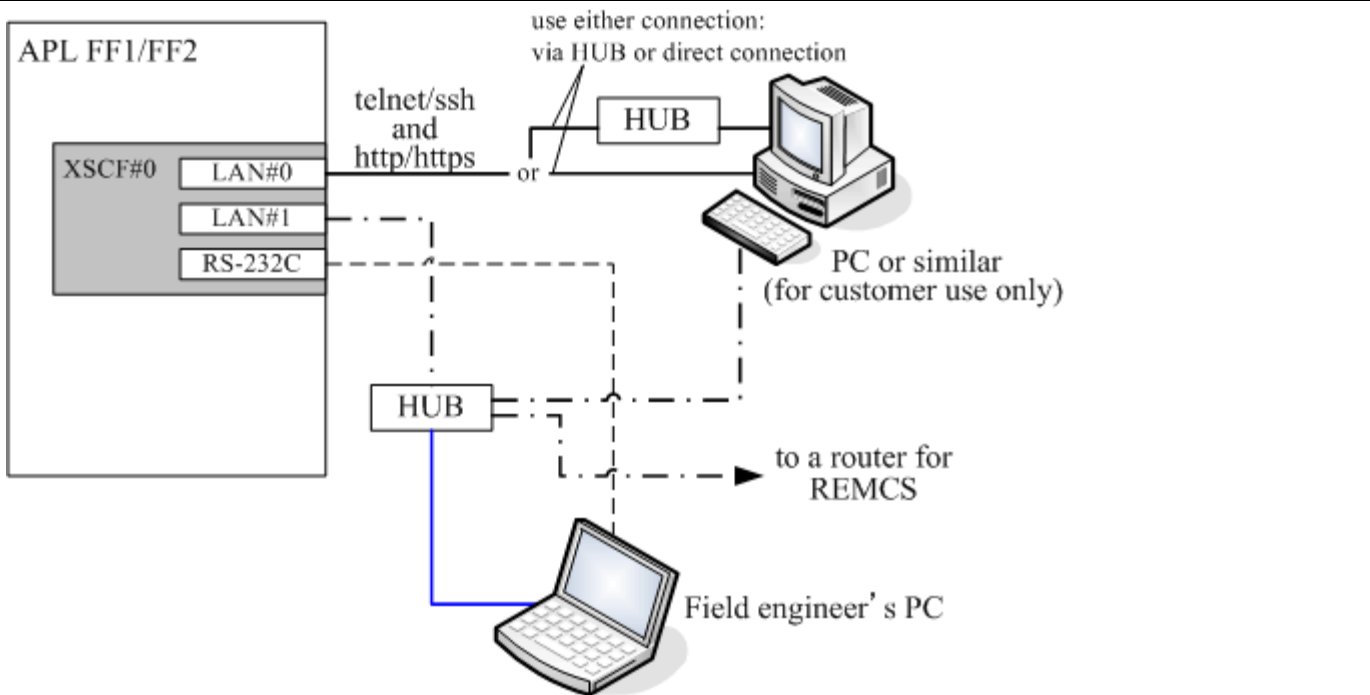 use either connection:
via HUB or direct connection
APL FF1/FF2
telnet/ssh
and
http/https
HUB
or
XSCF#0
LAN#0
LAN#1
RS-232C
PC or similar
(for customer use only)
HUB
to a router for
REMCS
Field engineer’s PC